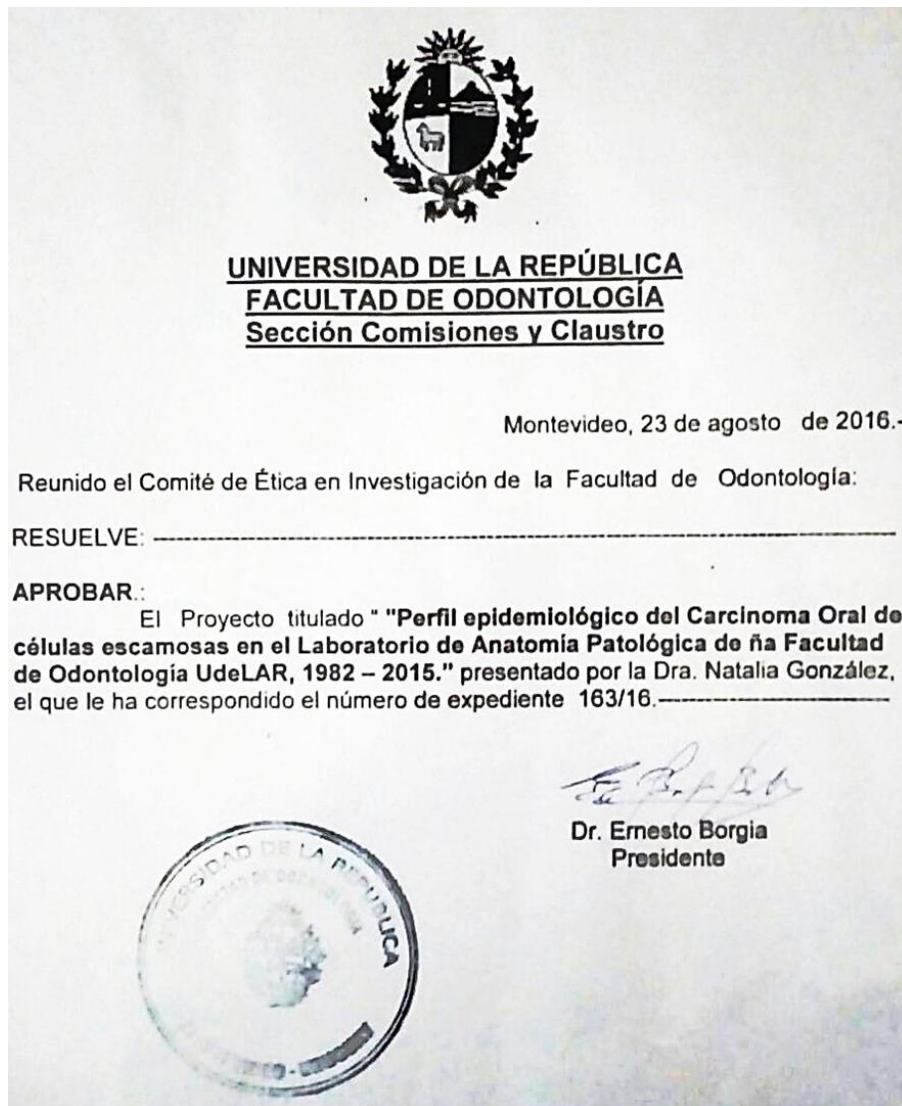 UNIVERSIDAD DE LA REPÚBLICA
FACULTAD DE ODONTOLOGÍA
Sección Comisiones y Claustro
Montevideo, 23 de agosto de 2016.-
Reunido el Comité de Ética en Investigación de la Facultad de Odontología:
RESUELVE: ----------------------------------------------------------------
APROBAR.:
El Proyecto titulado " "Perfil epidemiológico del Carcinoma Oral de
células escamosas en el Laboratorio de Anatomía Patológica de ña Facultad
de Odontología UdeLAR, 1982 – 2015." presentado por la Dra. Natalia González,
el que le ha correspondido el número de expediente 163/16.--------------------
Dr. Ernesto Borgia
Presidente
UNIVERSIDAD DE LA REPUBLICA